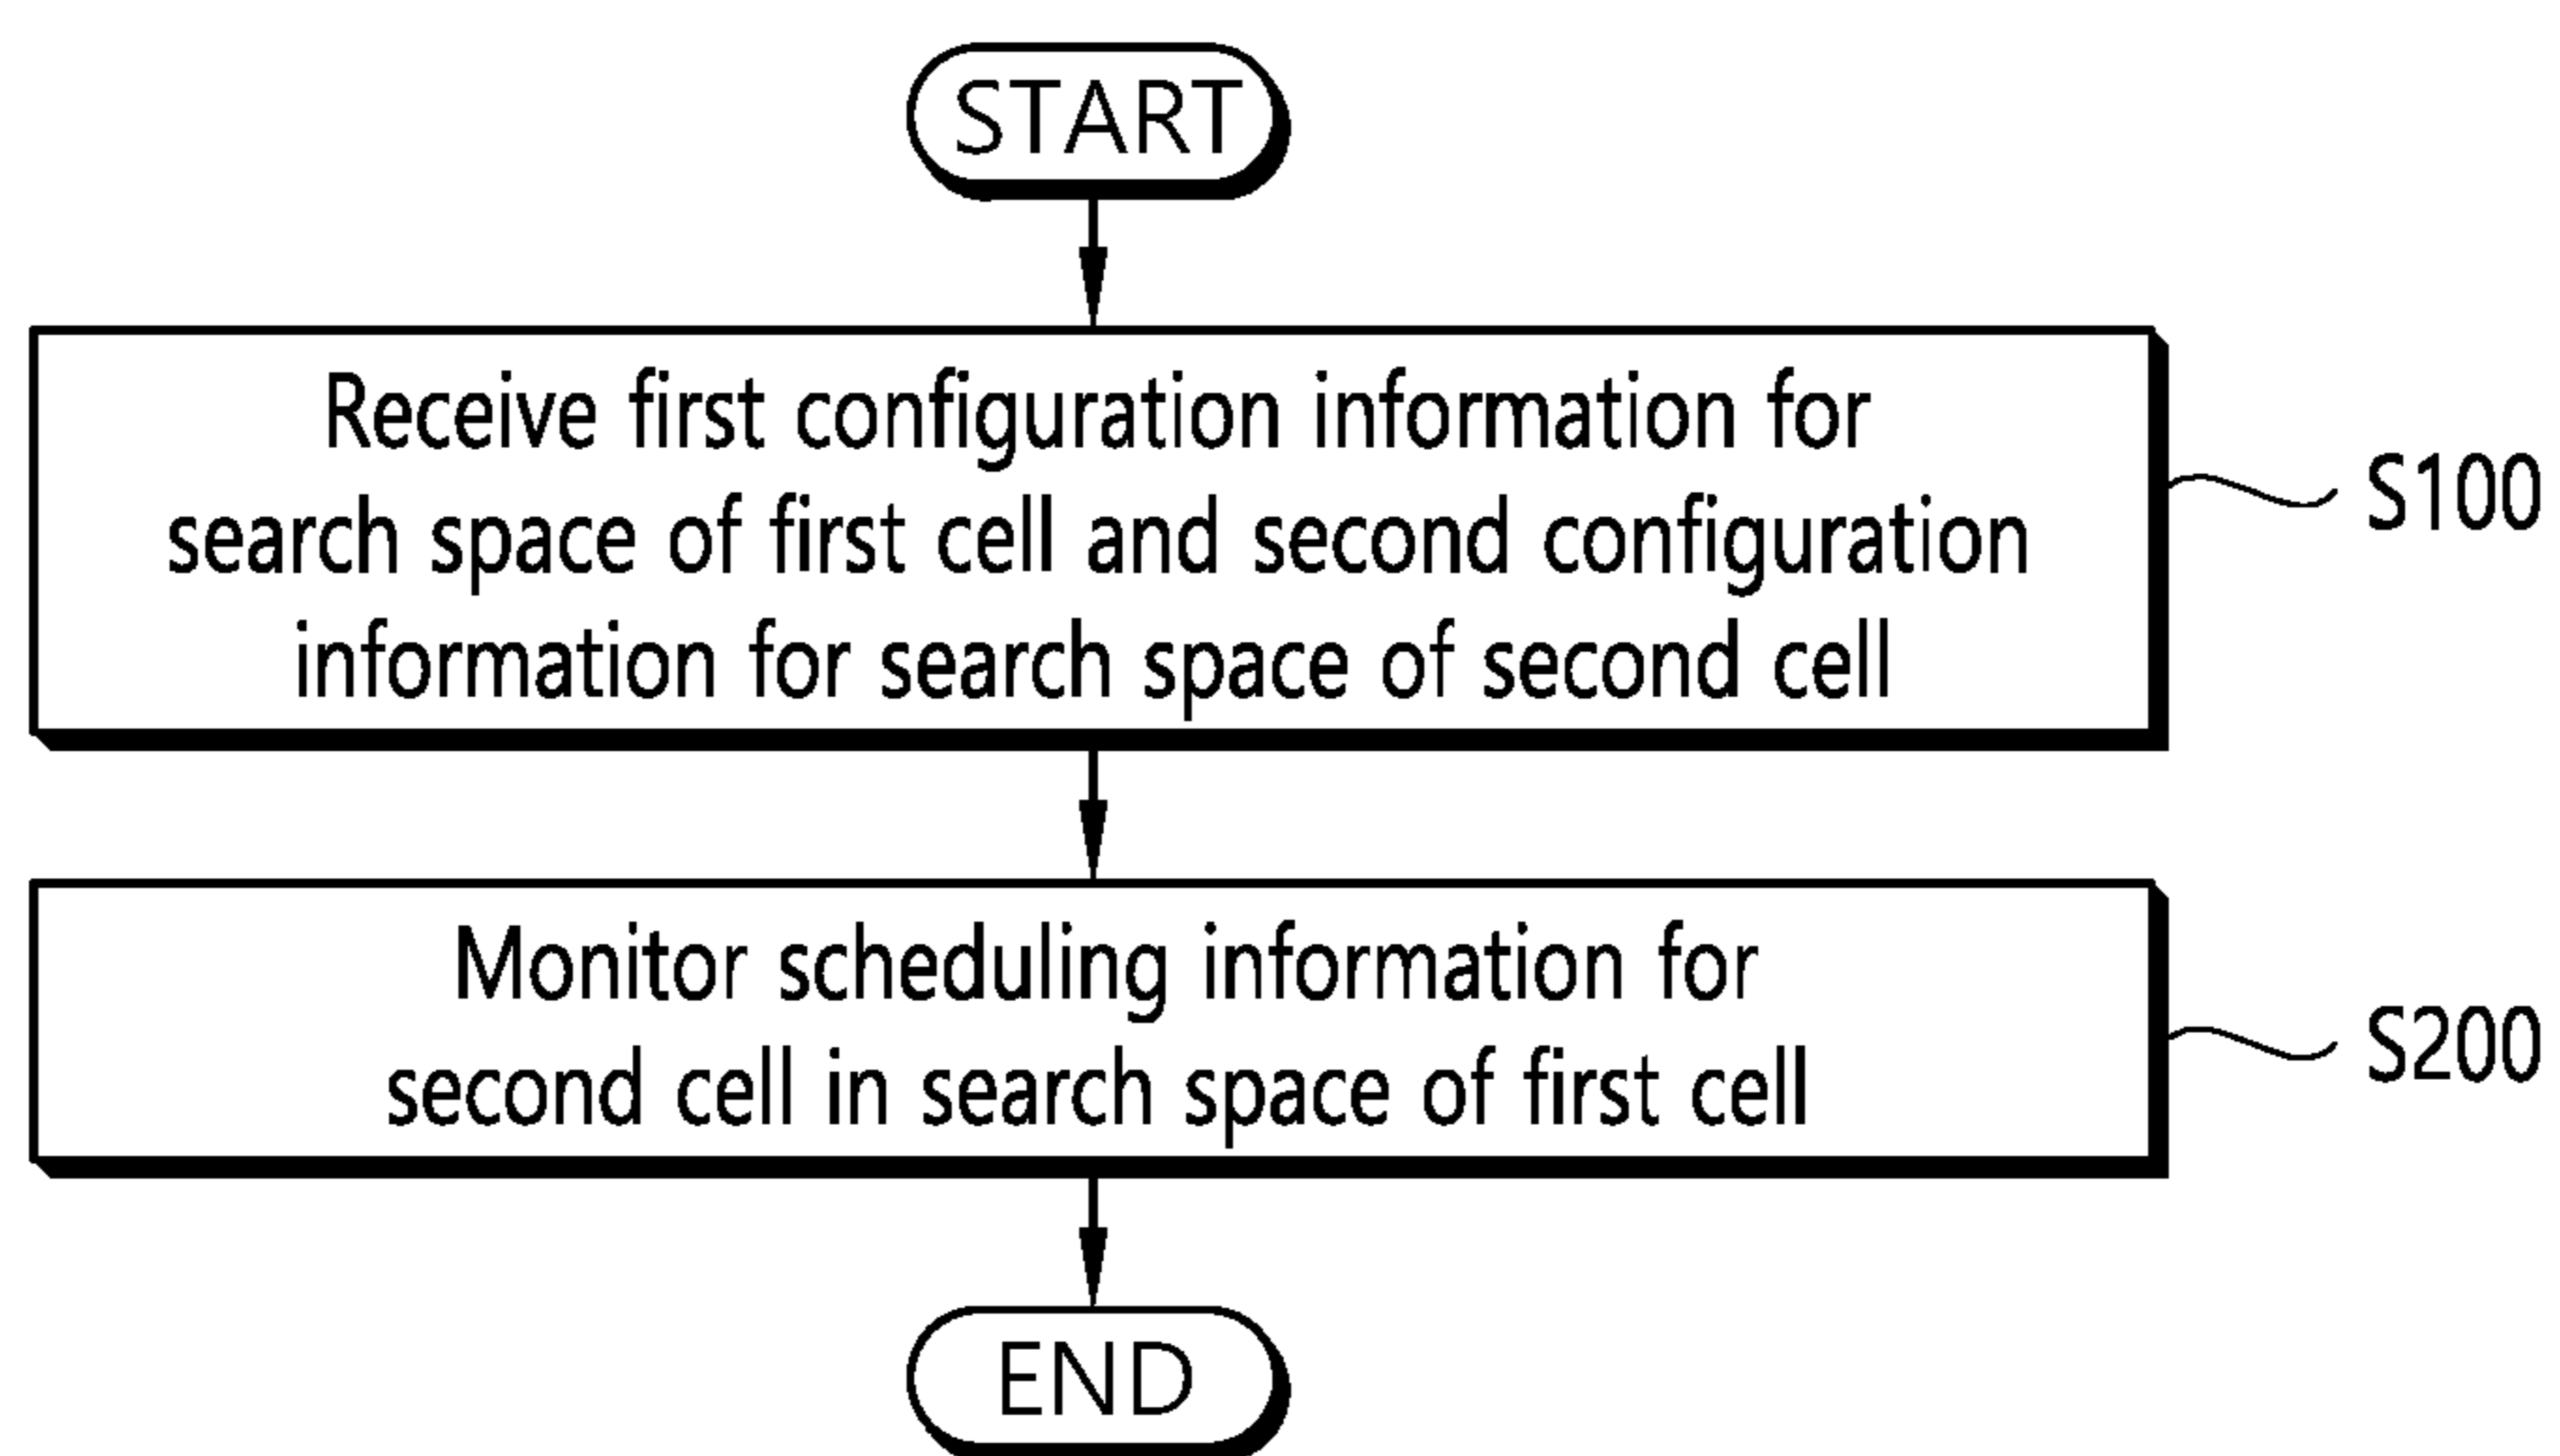 START
Receive first configuration information for
search space of first cell and second configuration
information for search space of second cell
S100
Monitor scheduling information for
second cell in search space of first cell
S200
END